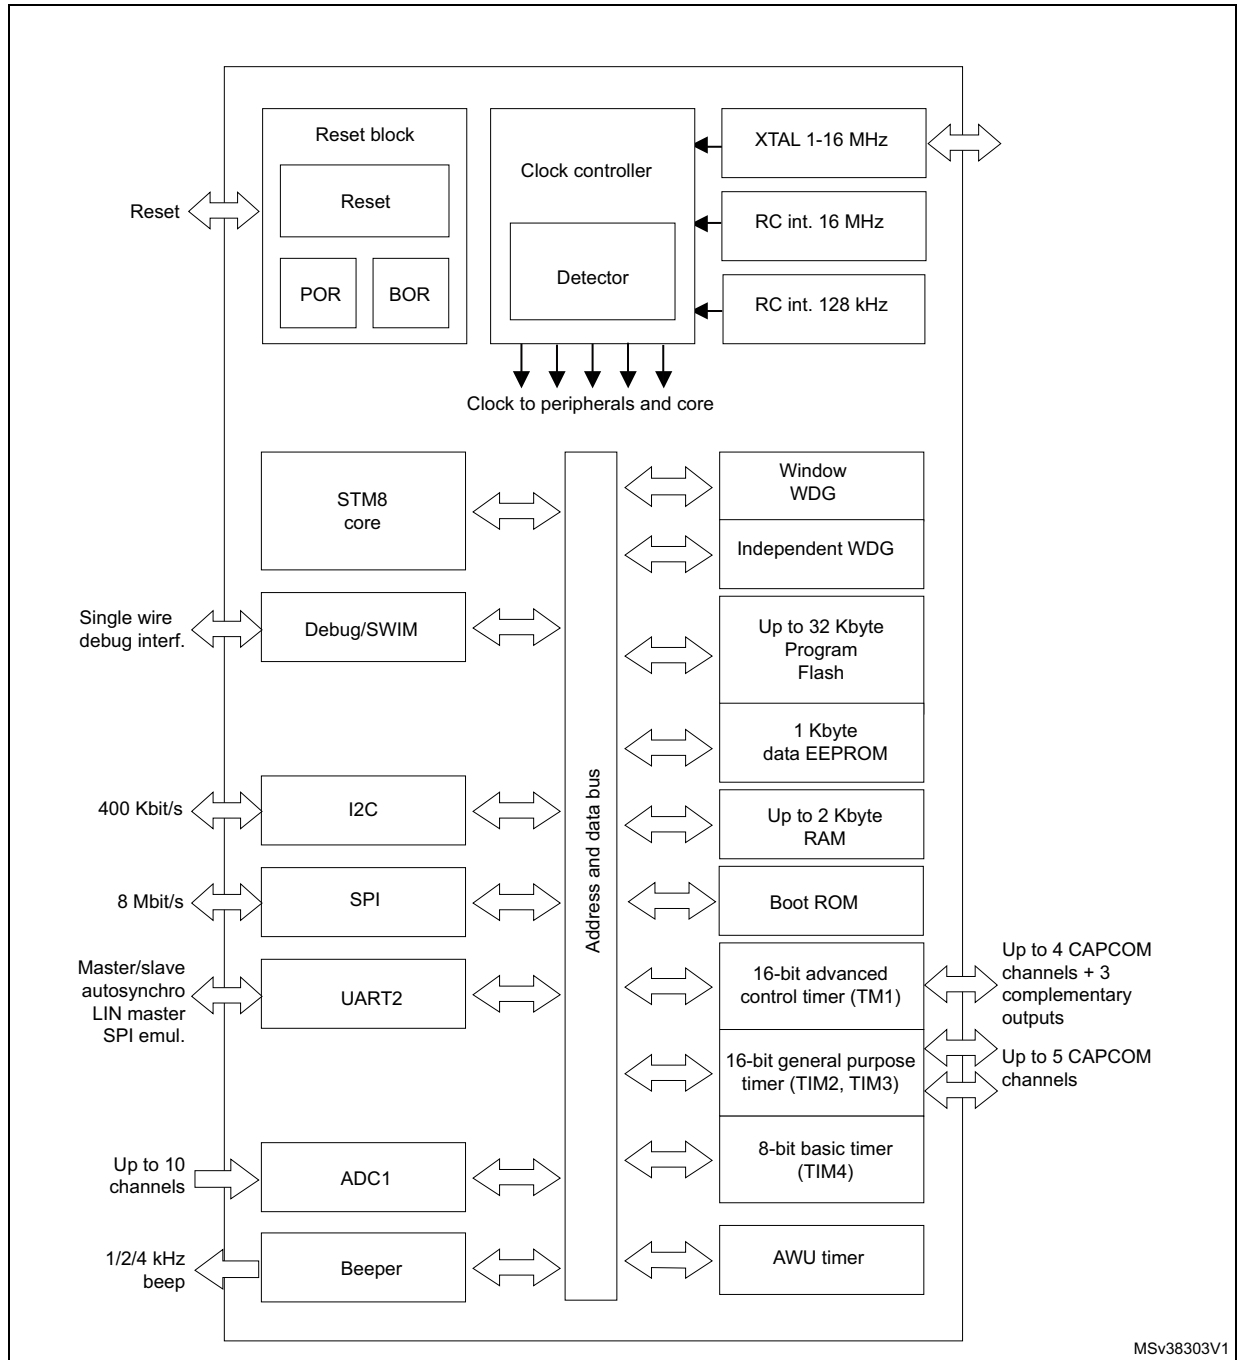 Reset block
Reset
POR
BOR
Reset
Clock controller
Detector
XTAL 1-16 MHz
RC int. 16 MHz
RC int. 128 kHz
Clock to peripherals and core
STM8
core
Single wire
debug interf.
Debug/SWIM
400 Kbit/s
I2C
8 Mbit/s
SPI
Master/slave
autosynchro
LIN master
SPI emul.
UART2
Up to 10
channels
ADC1
1/2/4 kHz
beep
Beeper
Address and data bus
Window
WDG
Independent WDG
Up to 32 Kbyte
Program
Flash
1 Kbyte
data EEPROM
Up to 2 Kbyte
RAM
Boot ROM
16-bit advanced
control timer (TM1)
Up to 4 CAPCOM
channels + 3
complementary
outputs
16-bit general purpose
timer (TIM2, TIM3)
Up to 5 CAPCOM
channels
8-bit basic timer
(TIM4)
AWU timer
MSv38303V1